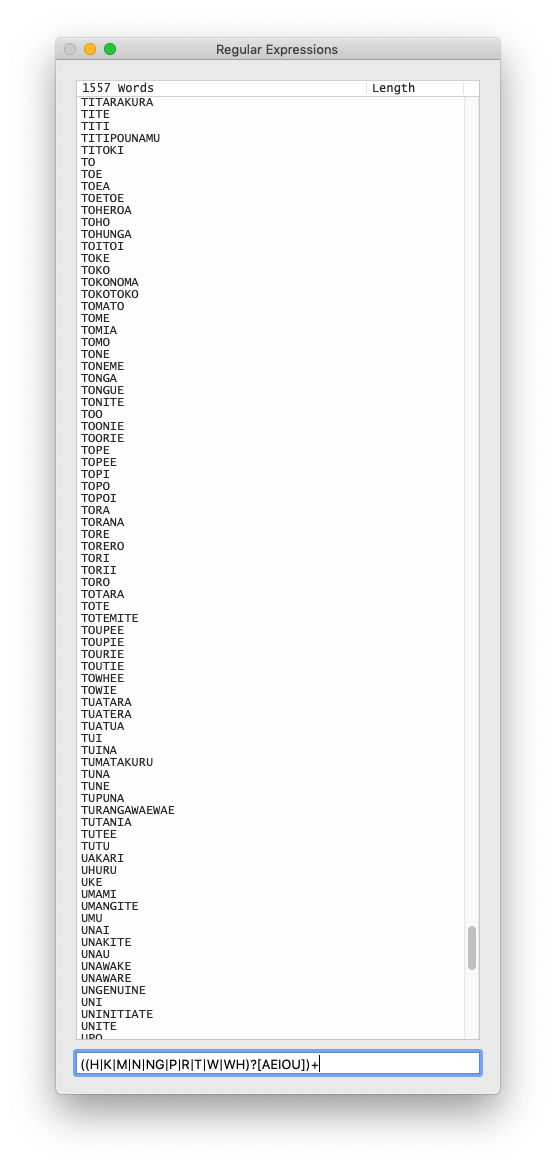 Regular Expressions
1557 Words Length
TITARAKURA
TITE
TITI
TITIPOUNAMU
TITOKI
TO
TOE
TOEA
TOETOE
TOHEROA
TOHO
TOHUNGA
TOITOI
TOKE
TOKO
TOKONOMA
TOKOTOKO
TOMATO
TOME
TOMIA
TOMO
TONE
TONEME
TONGA
TONGUE
TONITE
TOO
TOONIE
TOORIE
TOPE
TOPEE
TOPI
TOPO
TOPOI
TORA
TORANA
TORE
TORERO
TORI
TORII
TORO
TOTARA
TOTE
TOTEMITE
TOUPEE
TOUPIE
TOURIE
TOUTIE
TOWHEE
TOWIE
TUATARA
TUATERA
TUATUA
TUI
TUINA
TUMATAKURU
TUNA
TUNE
TUPUNA
TURANGAWAEWAE
TUTANIA
TUTEE
TUTU
UAKARI
UHURU
UKE
UMAMI
UMANGITE
UMU
UNAI
UNAKITE
UNAU
UNAWAKE
UNAWARE
UNGENUINE
UNI
UNINITIATE
UNITE
UPO
((H|K|M|N|NG|P|R|T|W|WH)?[AEIOU])+